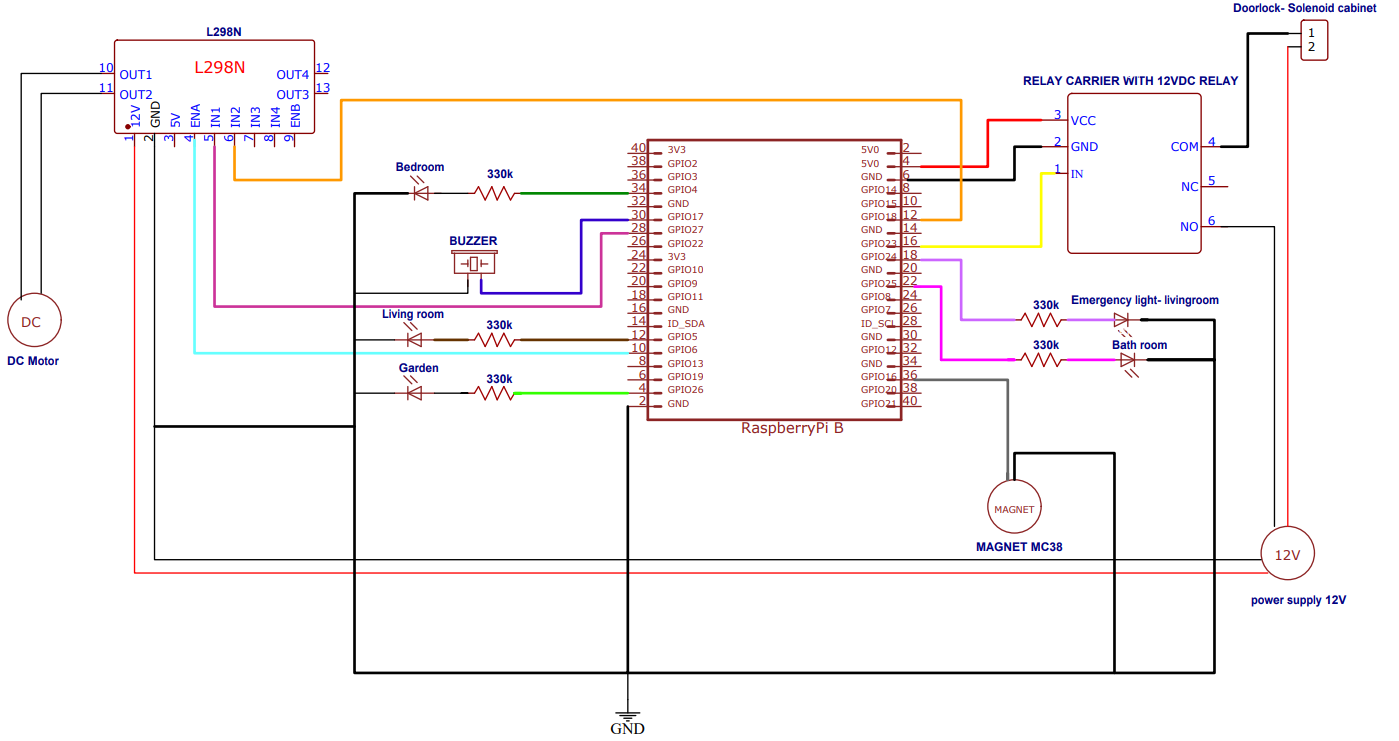 Doorlock- Solenoid cabinet
1
2
L298N
L298N
10 OUT1
11 OUT2
OUT4 12
OUT3 13
12V
GND
5V
ENA
IN1
IN2
IN3
IN4
ENB
1 2 3 4 5 6 7 8 9
RELAY CARRIER WITH 12VDC RELAY
3 VCC
2 GND
1 IN
COM 4
NC 5
NO 6
40 3V3
38 GPIO2
36 GPIO3
34 GPIO4
32 GND
30 GPIO17
28 GPIO27
26 GPIO22
24 3V3
22 GPIO10
20 GPIO9
18 GPIO11
16 GND
14 ID_SDA
12 GPIO5
10 GPIO6
8 GPIO13
6 GPIO19
4 GPIO26
2 GND
5V0 2
5V0 4
GND 6
GPIO14 8
GPIO15 10
GPIO18 12
GND 14
GPIO23 16
GPIO24 18
GND 20
GPIO25 22
GPIO8 24
GPIO7 26
ID_SCL 28
GND 30
GPIO12 32
GND 34
GPIO16 36
GPIO20 38
GPIO21 40
RaspberryPi B
Bedroom
330k
BUZZER
Living room
330k
Garden
330k
DC
DC Motor
330k
Emergency light- livingroom
330k
Bath room
MAGNET
MAGNET MC38
12V
power supply 12V
GND